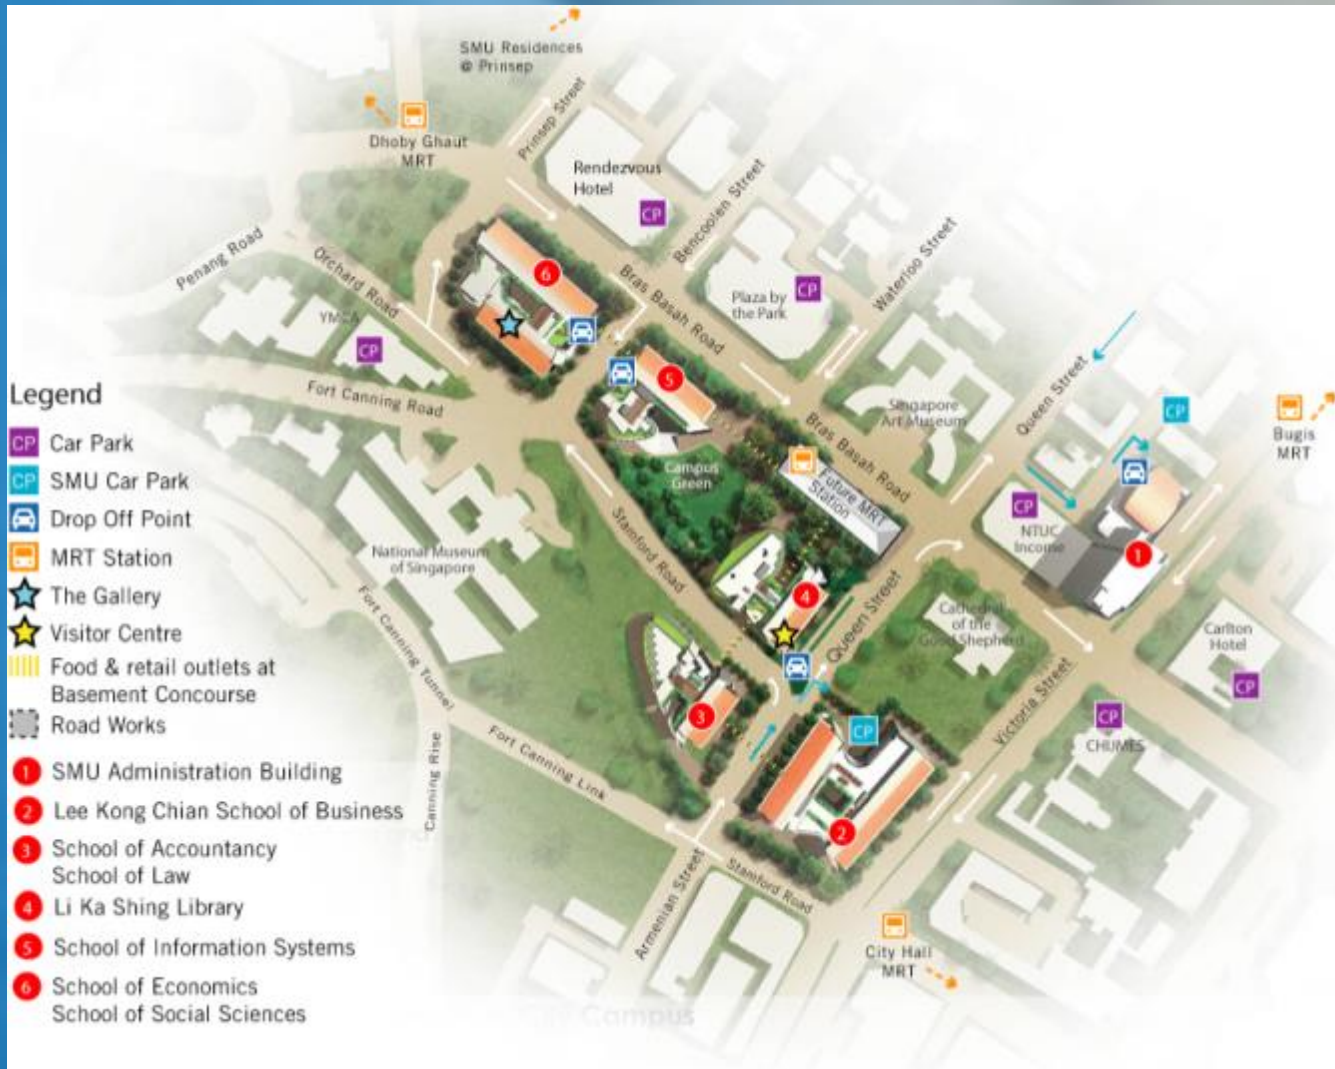 SMU Residences
@ Prinsep
Prinsep Street
Dhoby Ghaut
MRT
Rendezvous
Hotel
CP
Bencoolen Street
Penang Road
Orchard Road
6
Bras Basah Road
Plaza by
the Park
CP
Waterloo Street
YMCA
CP
5
Queen Street
CP
Bugis
MRT
Legend
CP Car Park
CP SMU Car Park
Drop Off Point
MRT Station
The Gallery
Visitor Centre
Food & retail outlets at
Basement Concourse
Road Works
1 SMU Administration Building
2 Lee Kong Chian School of Business
3 School of Accountancy
School of Law
4 Li Ka Shing Library
5 School of Information Systems
6 School of Economics
School of Social Sciences
Fort Canning Road
Singapore
Art Museum
Bras Basah Road
Campus
Green
Future MRT
Station
CP
NTUC
Income
1
National Museum
of Singapore
Stamford Road
4
Queen Street
Cathedral
of the
Good Shepherd
Carlton
Hotel
CP
Fort Canning Tunnel
3
CP
Victoria Street
CP
CHIJMES
Fort Canning Link
Canning Rise
2
Armenian Street
Stamford Road
City Hall
MRT
Campus